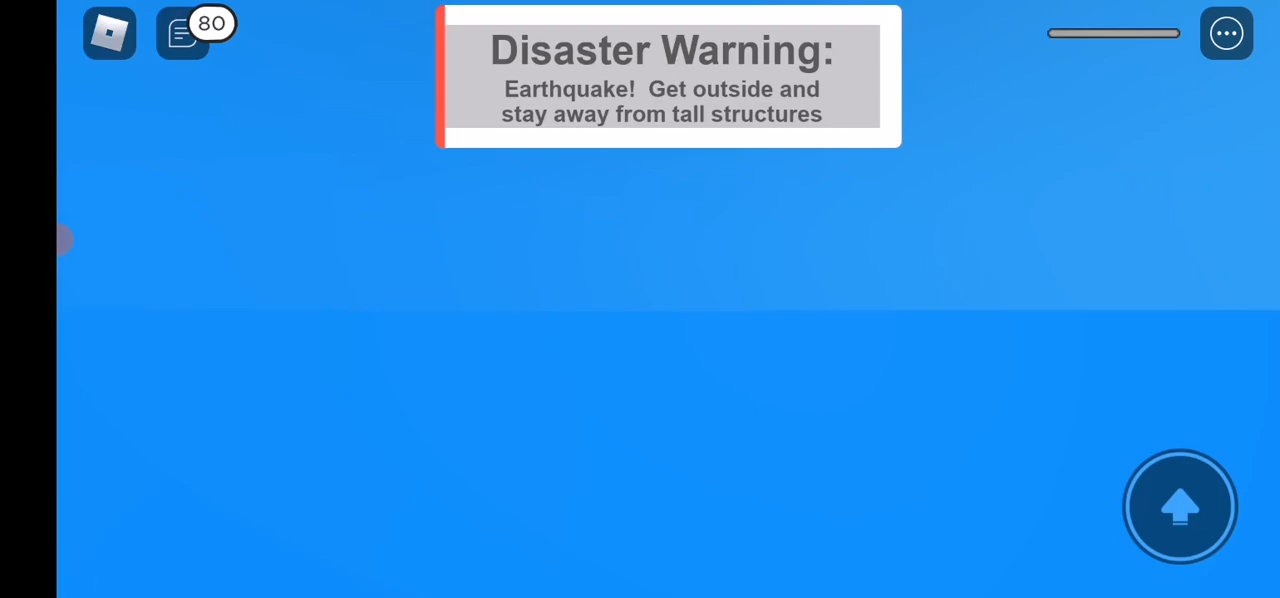 80
Disaster Warning:
Earthquake!  Get outside and
stay away from tall structures